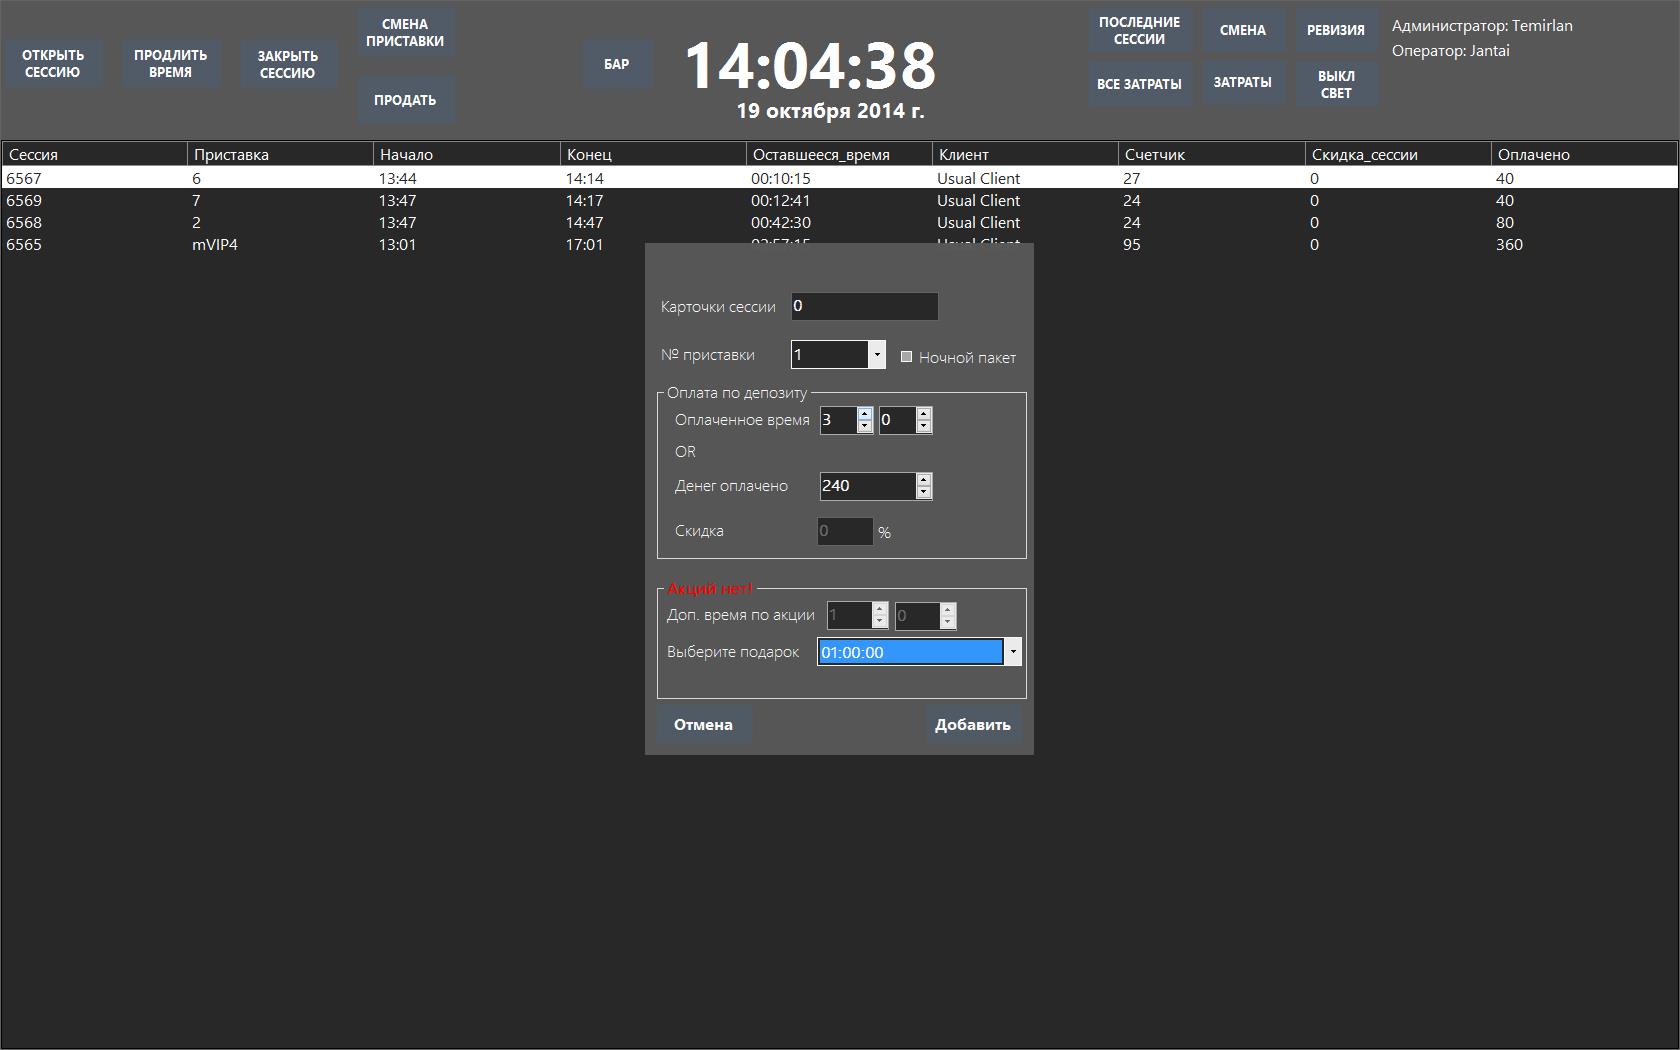 ОТКРЫТЬ
СЕССИЮ
ПРОДЛИТЬ
ВРЕМЯ
ЗАКРЫТЬ
СЕССИЮ
СМЕНА
ПРИСТАВКИ
ПРОДАТЬ
БАР
14:04:38
19 октября 2014 г.
ПОСЛЕДНИЕ
СЕССИИ
СМЕНА
РЕВИЗИЯ
ВСЕ ЗАТРАТЫ
ЗАТРАТЫ
ВЫКЛ
СВЕТ
Администратор: Temirlan
Оператор: Jantai
Сессия Приставка Начало Конец Оставшееся_время Клиент Счетчик Скидка_сессии Оплачено
6567 6 13:44 14:14 00:10:15 Usual Client 27 0 40
6569 7 13:47 14:17 00:12:41 Usual Client 24 0 40
6568 2 13:47 14:47 00:42:30 Usual Client 24 0 80
6565 mVIP4 13:01 17:01 02:57:15 Usual Client 95 0 360
Карточки сессии 0
№ приставки 1 Ночной пакет
Оплата по депозиту
Оплаченное время 3 0
OR
Денег оплачено 240
Скидка 0 %
Акций нет!
Доп. время по акции 1 0
Выберите подарок 01:00:00
Отмена Добавить